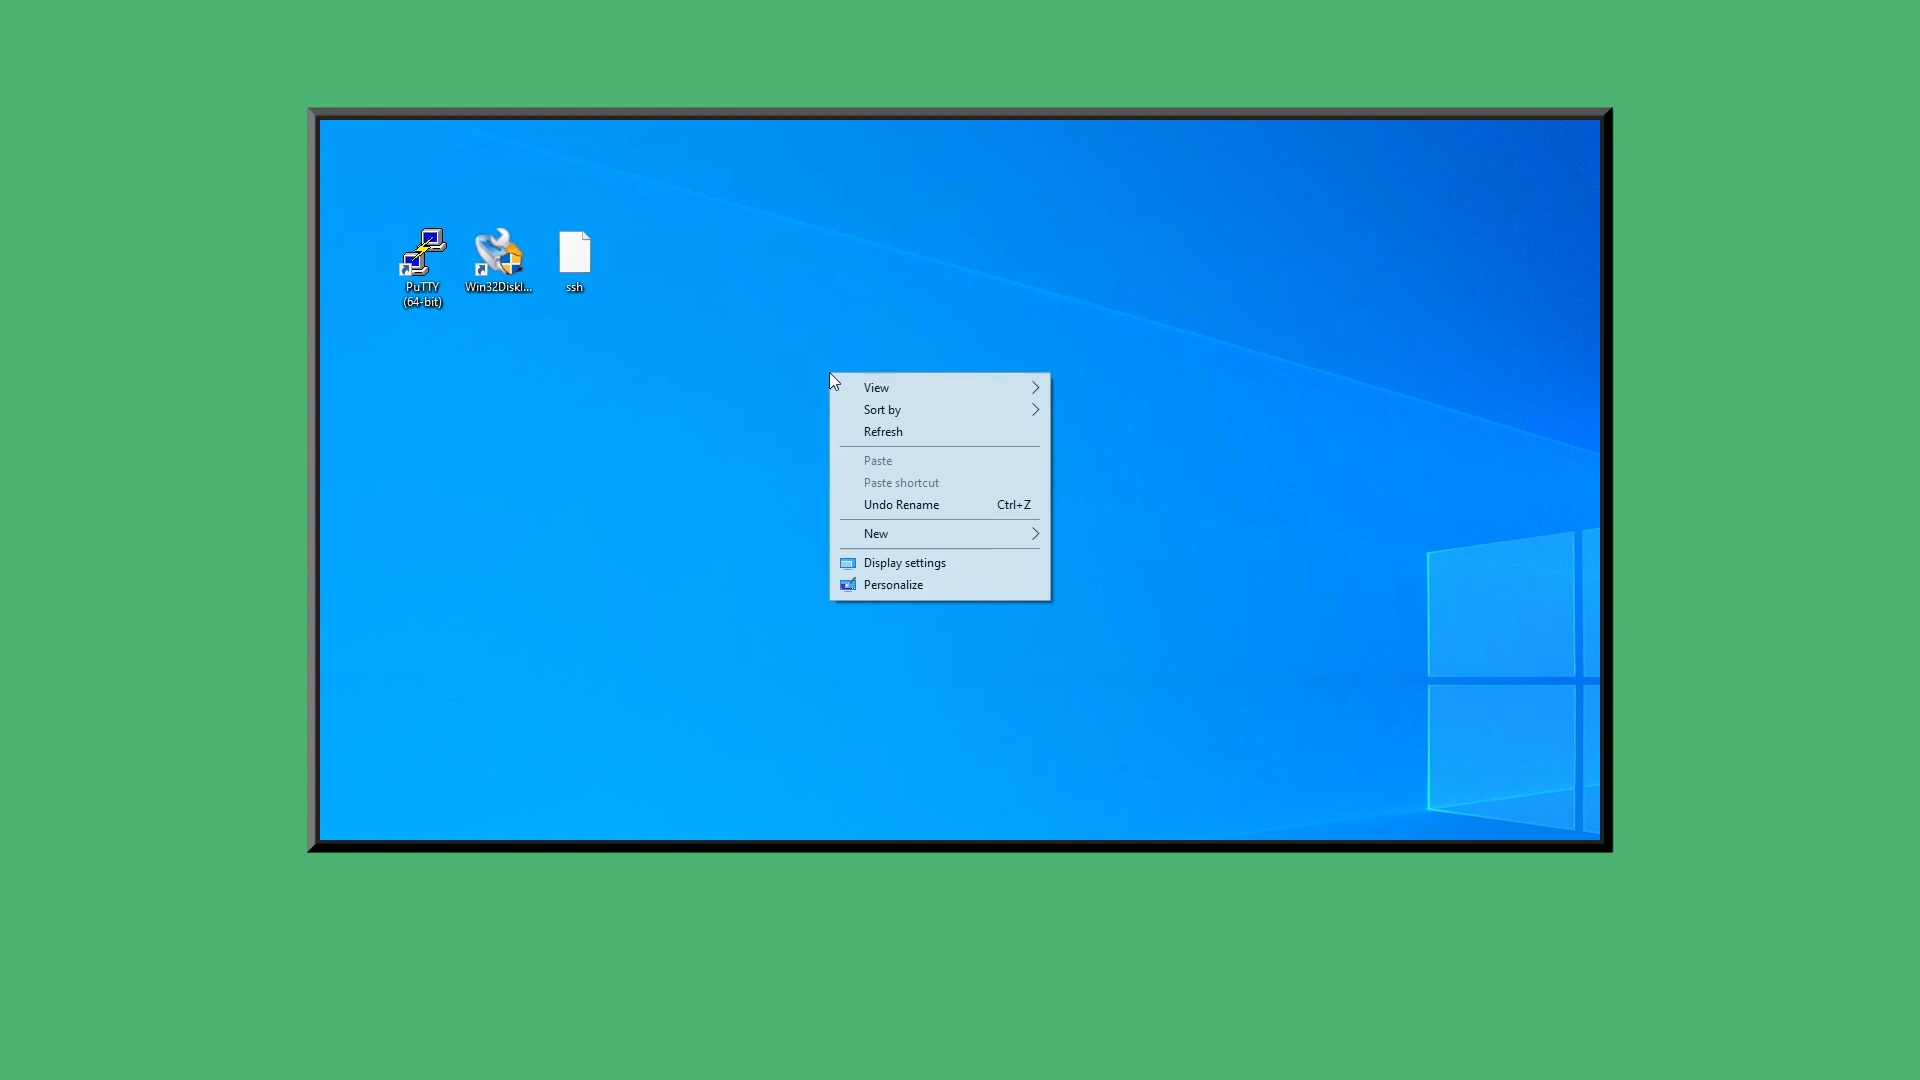 PuTTY
(64-bit)
Win32DiskI...
ssh
View
Sort by
Refresh
Paste
Paste shortcut
Undo Rename Ctrl+Z
New
Display settings
Personalize